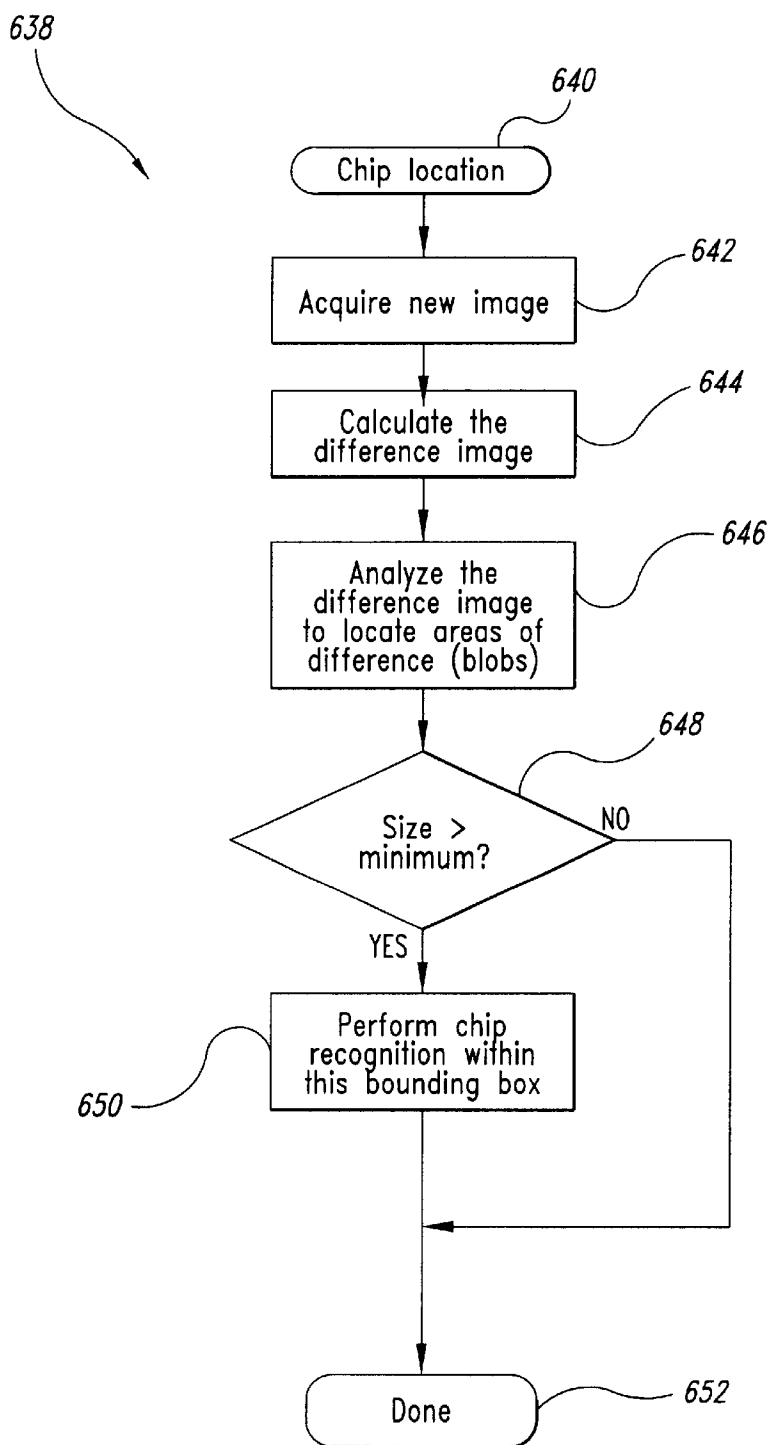 638
640
Chip location
642
Acquire new image
644
Calculate the
difference image
646
Analyze the
difference image
to locate areas of
difference (blobs)
648
Size >
minimum?
NO
YES
Perform chip
recognition within
this bounding box
650
Done
652